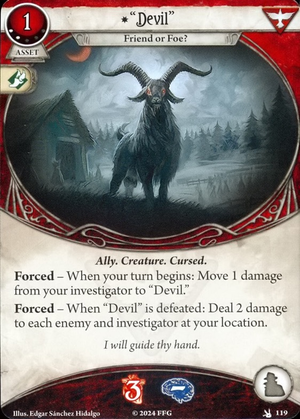 1
*“Devil”
Friend or Foe?
ASSET
Ally. Creature. Cursed.
Forced – When your turn begins: Move 1 damage
from your investigator to “Devil.”
Forced – When “Devil” is defeated: Deal 2 damage
to each enemy and investigator at your location.
I will guide thy hand.
3
–
Illus. Edgar Sánchez Hidalgo
© 2024 FFG
119